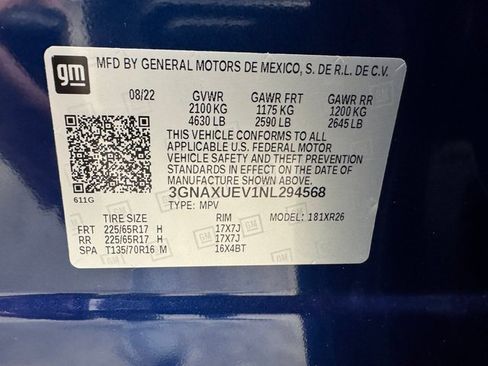 gm
MFD BY GENERAL MOTORS DE MEXICO, S. DE R.L. DE C.V.
08/22 GVWR GAWR FRT GAWR RR
2100 KG 1175 KG 1200 KG
4630 LB 2590 LB 2645 LB
THIS VEHICLE CONFORMS TO ALL
APPLICABLE U.S. FEDERAL MOTOR
VEHICLE SAFETY AND THEFT PREVENTION
STANDARDS IN EFFECT ON THE DATE OF
MANUFACTURE SHOWN ABOVE.
3GNAXUEV1NL294568
611G TYPE: MPV
TIRE SIZE RIM MODEL: 181XR26
FRT 225/65R17 H 17X7J
RR 225/65R17 H 17X7J
SPA T135/70R16 M 16X4BT